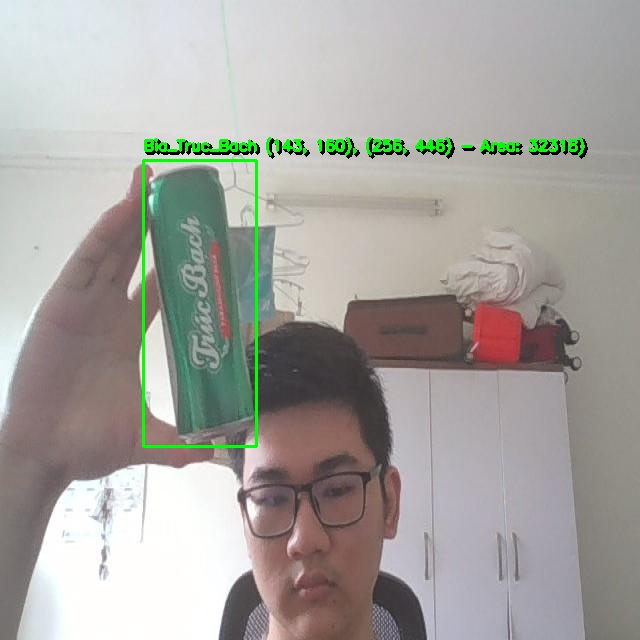 Bia_Truc_Bach (143, 160), (256, 446) - Area: 32318)
Trúc Bạch